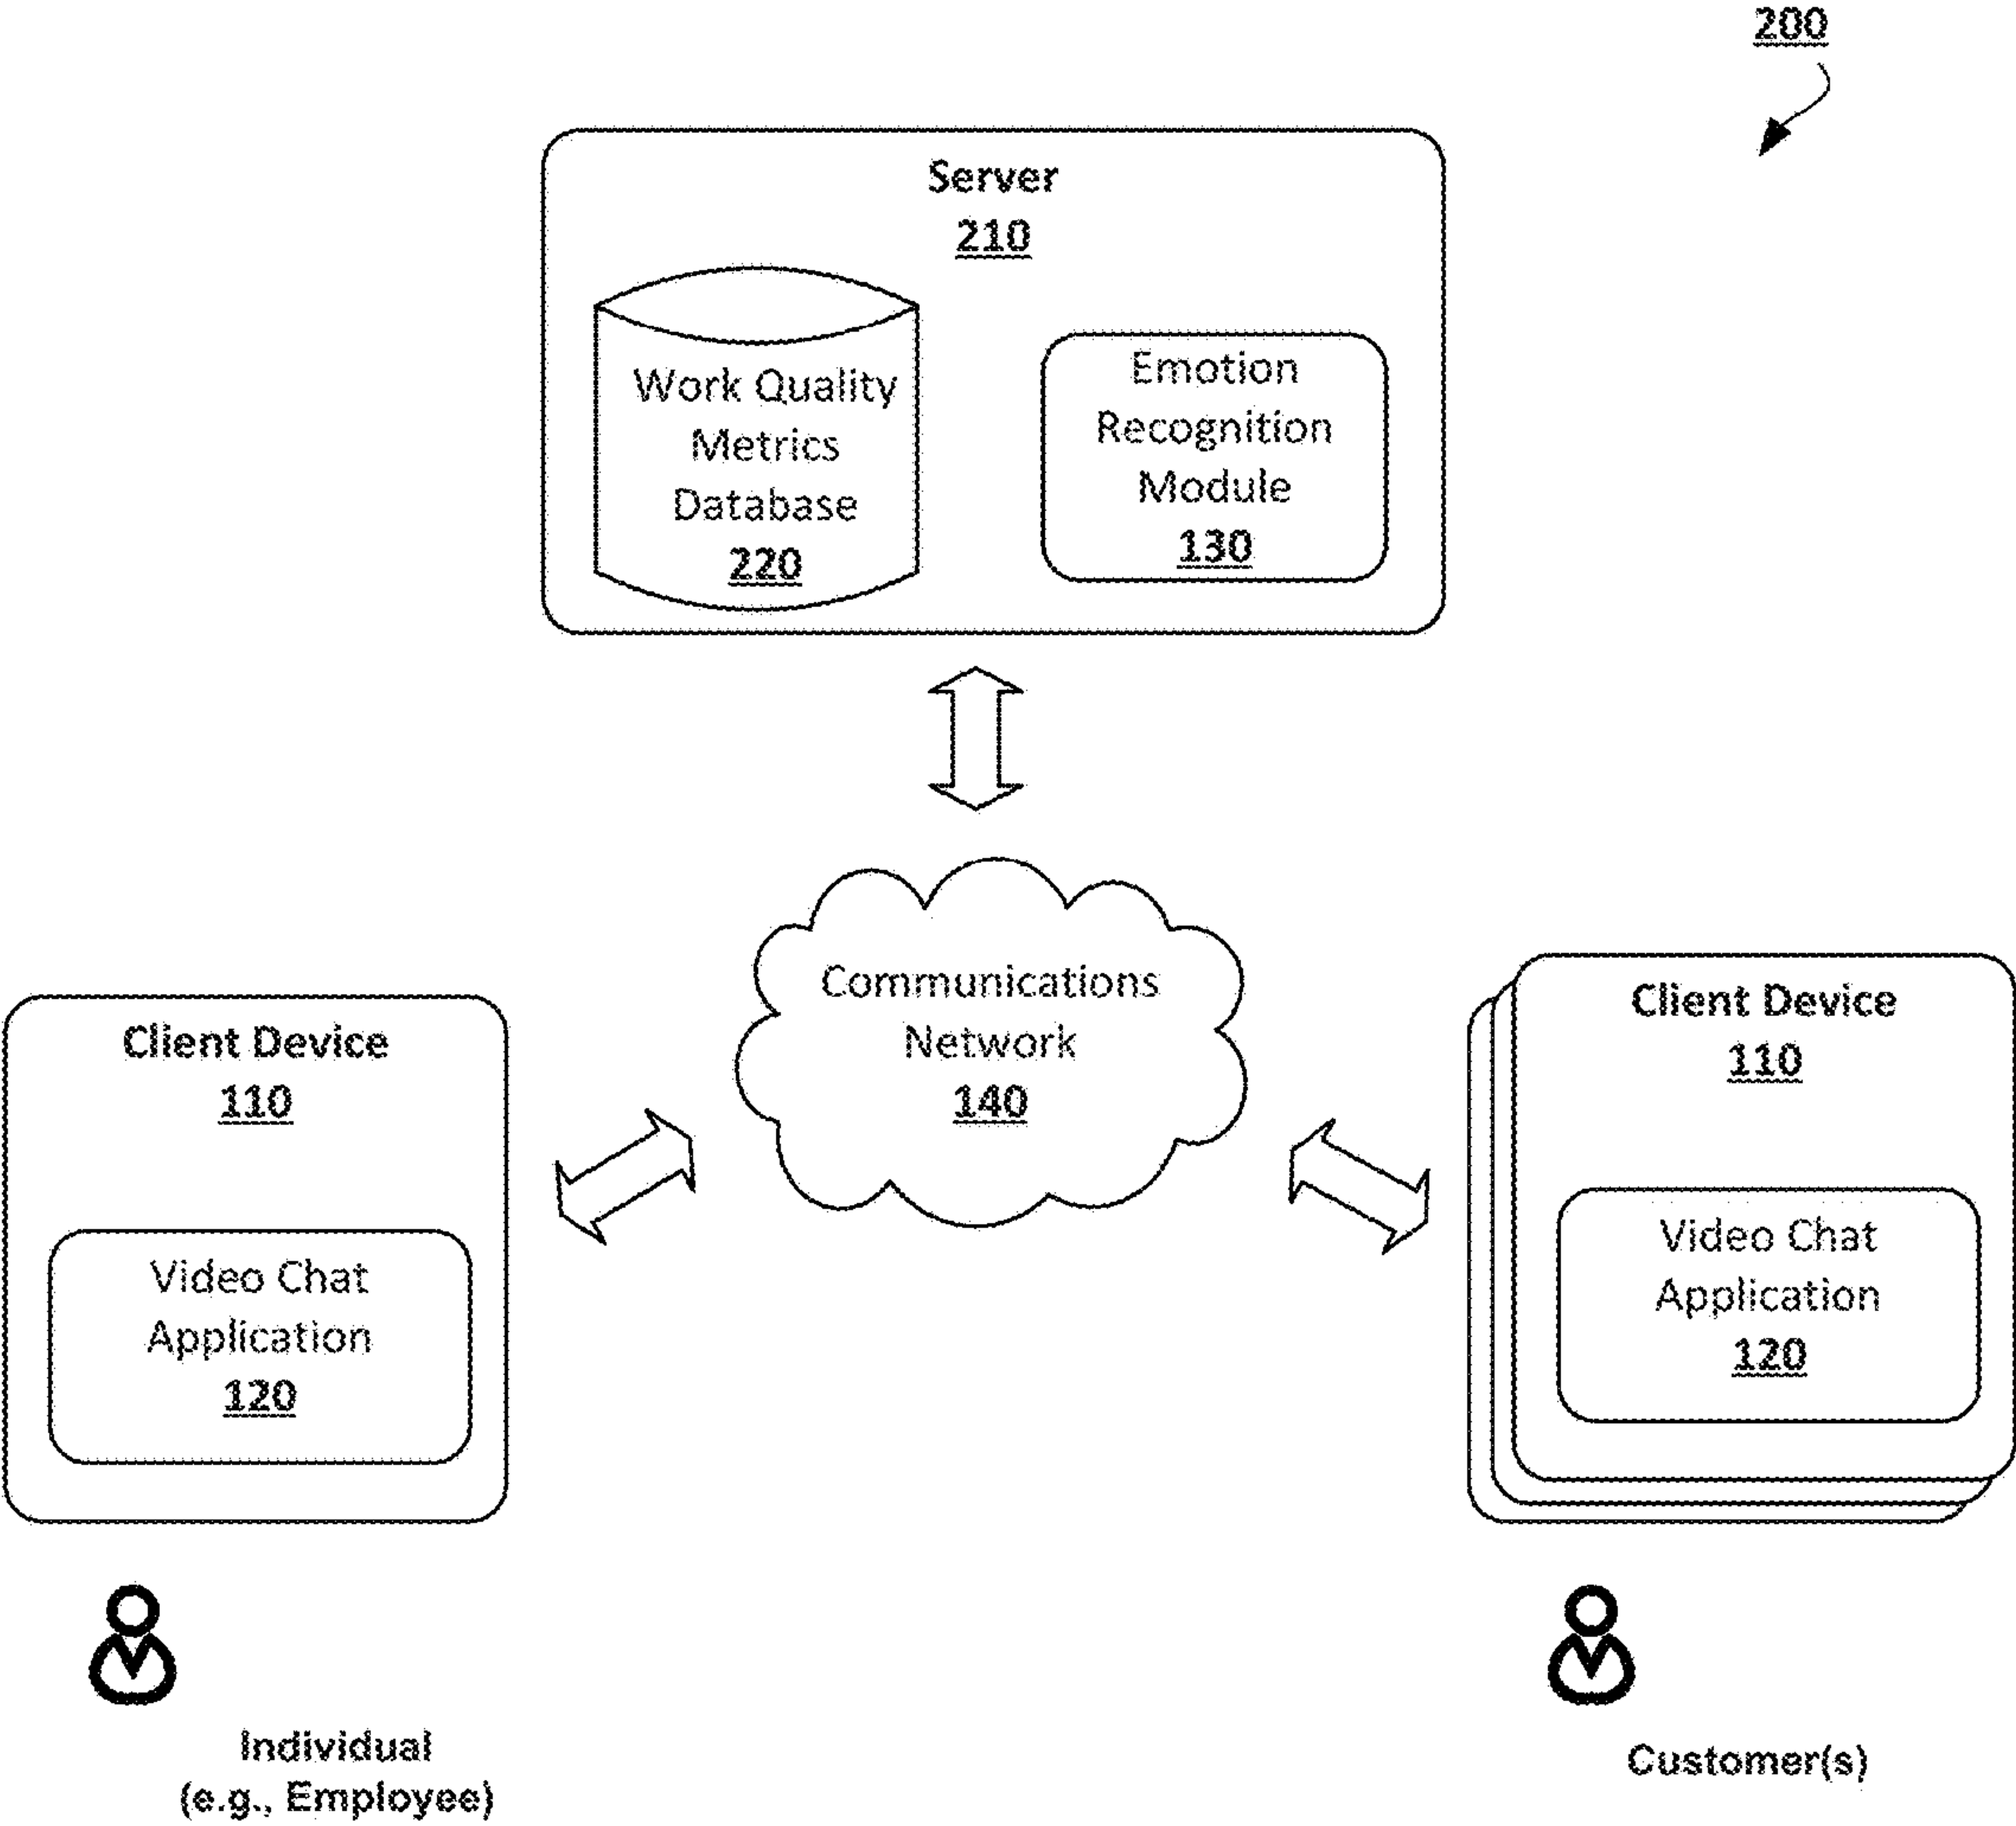 200
Server
210
Work Quality
Metrics
Database
220
Emotion
Recognition
Module
130
Communications
Network
140
Client Device
110
Video Chat
Application
120
Client Device
110
Video Chat
Application
120
Individual
(e.g., Employee)
Customer(s)